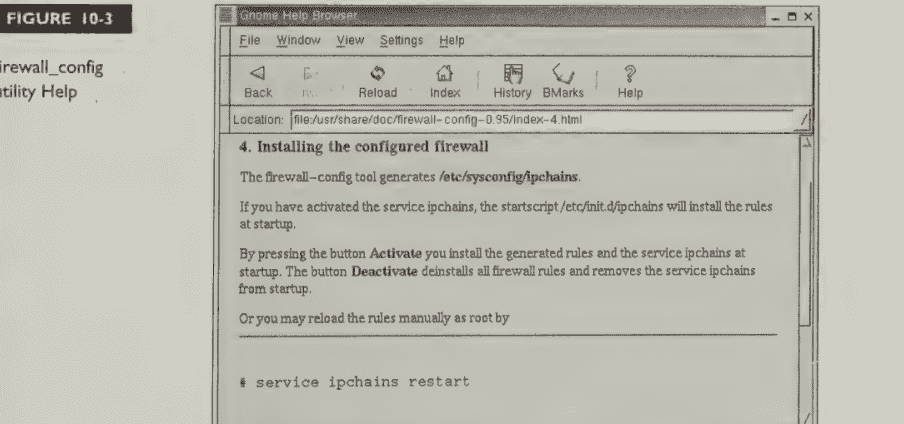 FIGURE 10-3
irewall_config
tility Help
Gnome Help Browser
File Window View Settings Help
Back Reload Index History BMarks Help
Location: file:/usr/share/doc/firewall-config-0.95/index-4.html
4. Installing the configured firewall
The firewall-config tool generates /etc/sysconfig/ipchains.
If you have activated the service ipchains, the startscript /etc/init.d/ipchains will install the rules
at startup.
By pressing the button Activate you install the generated rules and the service ipchains at
startup. The button Deactivate deinstalls all firewall rules and removes the service ipchains
from startup.
Or you may reload the rules manually as root by
# service ipchains restart